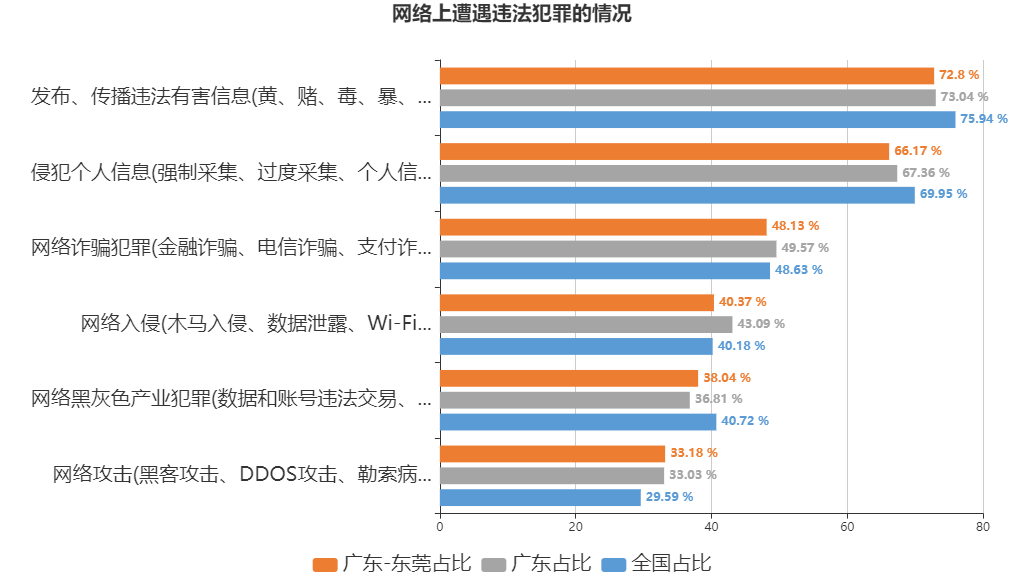 网络上遭遇违法犯罪的情况
发布、传播违法有害信息(黄、赌、毒、暴、...
72.8 %
73.04 %
75.94 %
侵犯个人信息(强制采集、过度采集、个人信...
66.17 %
67.36 %
69.95 %
网络诈骗犯罪(金融诈骗、电信诈骗、支付诈...
48.13 %
49.57 %
48.63 %
网络入侵(木马入侵、数据泄露、Wi-Fi...
40.37 %
43.09 %
40.18 %
网络黑灰色产业犯罪(数据和账号违法交易、...
38.04 %
36.81 %
40.72 %
网络攻击(黑客攻击、DDOS攻击、勒索病...
33.18 %
33.03 %
29.59 %
0 20 40 60 80
广东-东莞占比 广东占比 全国占比